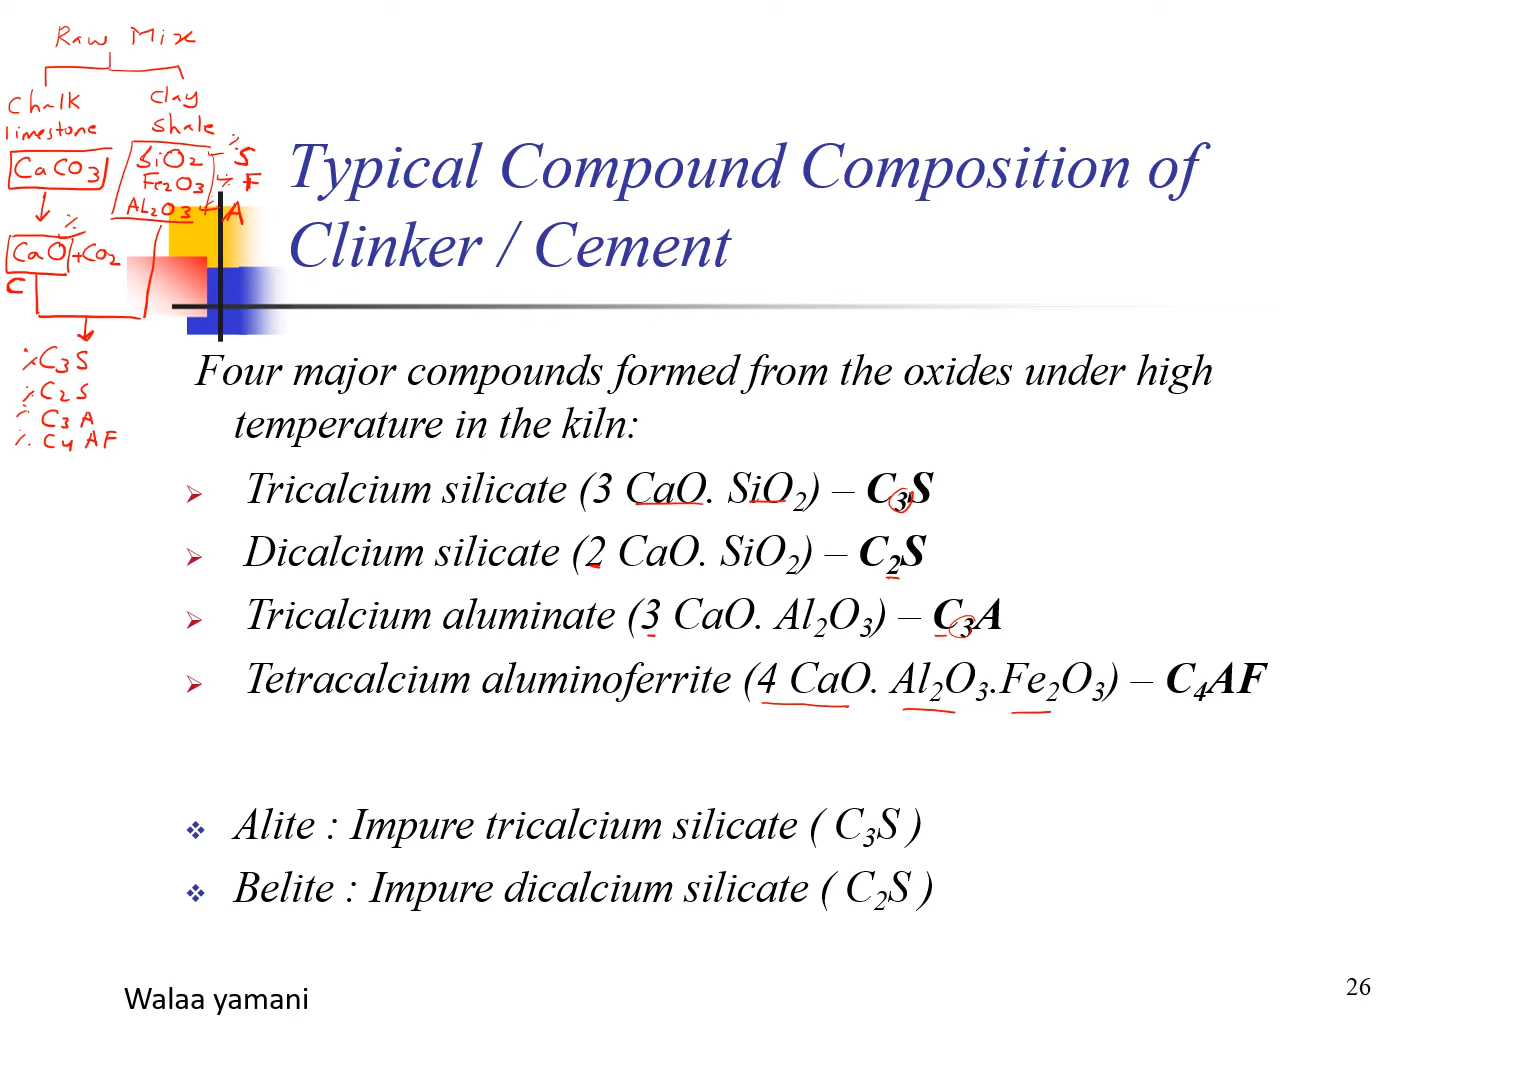 Raw Mix
Chalk
limestone
CaCO3
CaO + CO2
C
Clay
Shale
SiO2 - % S
Fe2O3 - % F
AL2O3 - A
%
% C3S
% C2S
% C3A
% C4AF
Typical Compound Composition of
Clinker / Cement
Four major compounds formed from the oxides under high
temperature in the kiln:
➢ Tricalcium silicate (3 CaO. SiO₂) – C₃S
➢ Dicalcium silicate (2 CaO. SiO₂) – C₂S
➢ Tricalcium aluminate (3 CaO. Al₂O₃) – C₃A
➢ Tetracalcium aluminoferrite (4 CaO. Al₂O₃.Fe₂O₃) – C₄AF
❖ Alite : Impure tricalcium silicate ( C₃S )
❖ Belite : Impure dicalcium silicate ( C₂S )
Walaa yamani
26